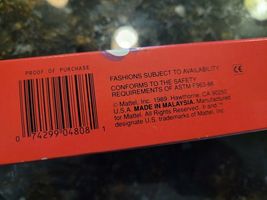 PROOF OF PURCHASE
FASHIONS SUBJECT TO AVAILABILITY.
CE
CONFORMS TO THE SAFETY
REQUIREMENTS OF ASTM F963-86.
© Mattel, Inc. 1989. Hawthorne, CA 90250
U.S.A. MADE IN MALAYSIA. Manufactured
for Mattel. All Rights Reserved. ® and ™
designate U.S. trademarks of Mattel, Inc.
0 74299 04808 1